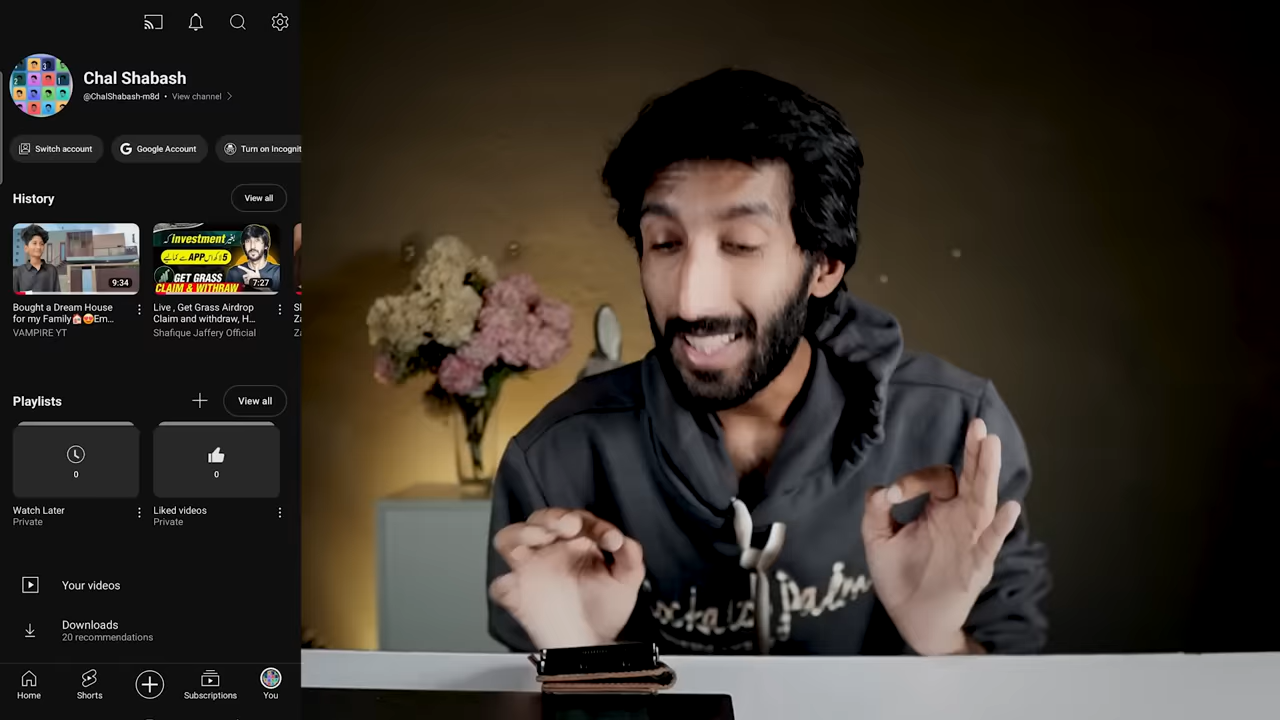 Chal Shabash
@ChalShabash-m8d • View channel
Switch account
Google Account
Turn on Incognit
History
View all
9:34
investment
GET GRASS
CLAIM & WITHDRAW
7:27
Bought a Dream House
for my Family🏠😍Em...
VAMPIRE YT
Live , Get Grass Airdrop
Claim and withdraw, H...
Shafique Jaffery Official
Playlists
View all
0
0
Watch Later
Private
Liked videos
Private
Your videos
Downloads
20 recommendations
Home
Shorts
Subscriptions
You